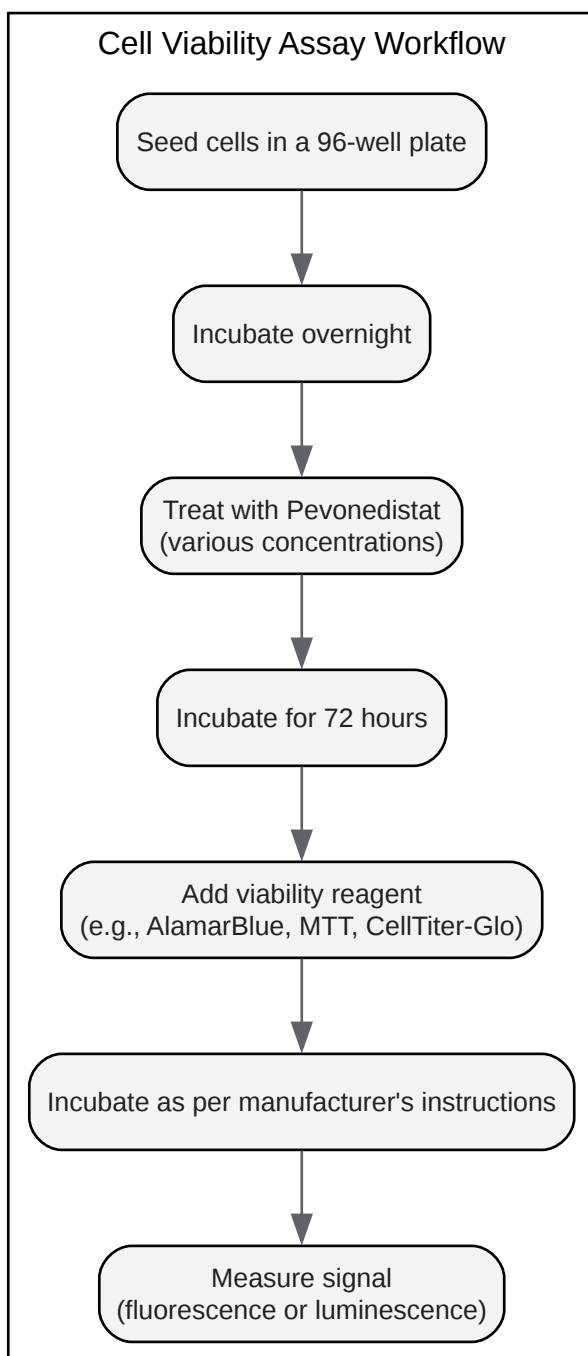 Cell Viability Assay Workflow
Seed cells in a 96-well plate
Incubate overnight
Treat with Pevonedistat
(various concentrations)
Incubate for 72 hours
Add viability reagent
(e.g., AlamarBlue, MTT, CellTiter-Glo)
Incubate as per manufacturer's instructions
Measure signal
(fluorescence or luminescence)